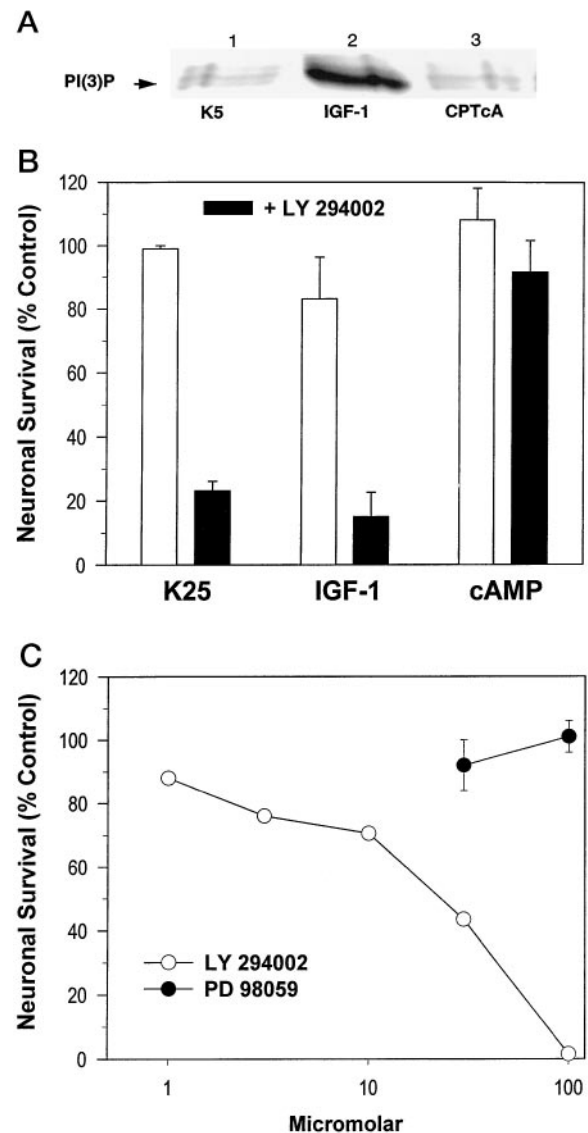 A
1 2 3
PI(3)P
K5 IGF-1 CPTcA
B
120
100
80
60
40
20
0
Neuronal Survival (% Control)
+ LY 294002
K25 IGF-1 cAMP
C
120
100
80
60
40
20
0
Neuronal Survival (% Control)
LY 294002
PD 98059
1 10 100
Micromolar